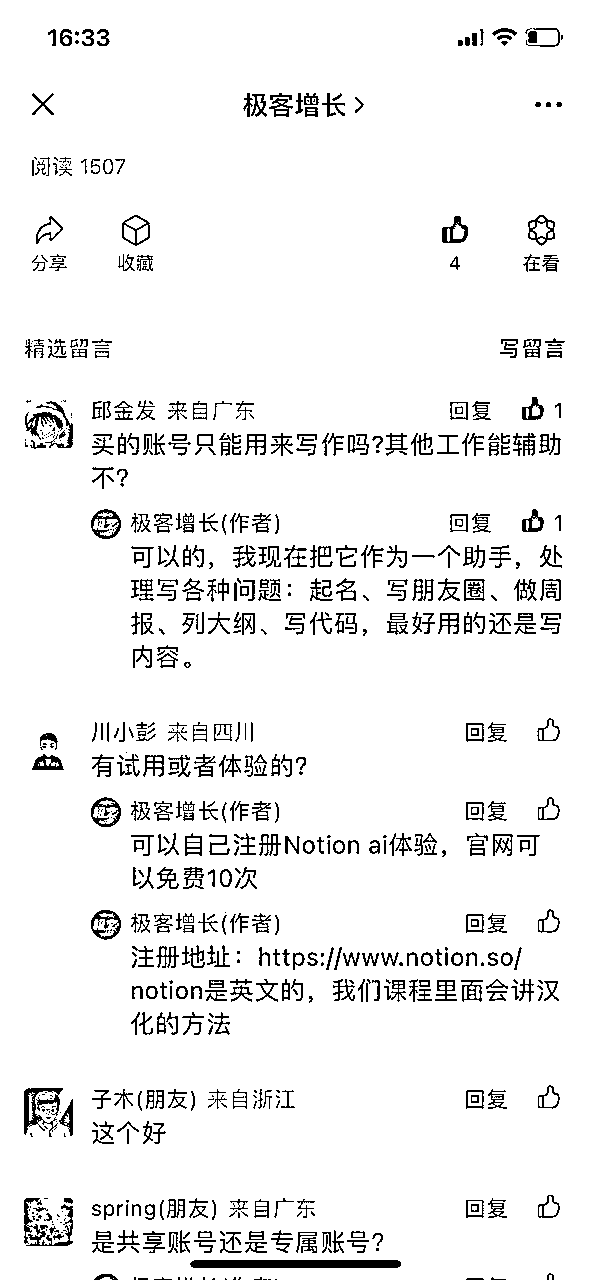 16:33
极客增长
阅读 1507
分享
收藏
4
在看
精选留言
写留言
邱金发 来自广东
回复
1
买的账号只能用来写作吗?其他工作能辅助
不?
极客增长(作者)
回复
1
可以的，我现在把它作为一个助手，处
理写各种问题：起名、写朋友圈、做周
报、列大纲、写代码，最好用的还是写
内容。
川小彭 来自四川
回复
有试用或者体验的?
极客增长(作者)
回复
可以自己注册Notion ai体验，官网可
以免费10次
极客增长(作者)
回复
注册地址：https://www.notion.so/
notion是英文的，我们课程里面会讲汉
化的方法
子木(朋友) 来自浙江
回复
这个好
spring(朋友) 来自广东
回复
是共享账号还是专属账号?